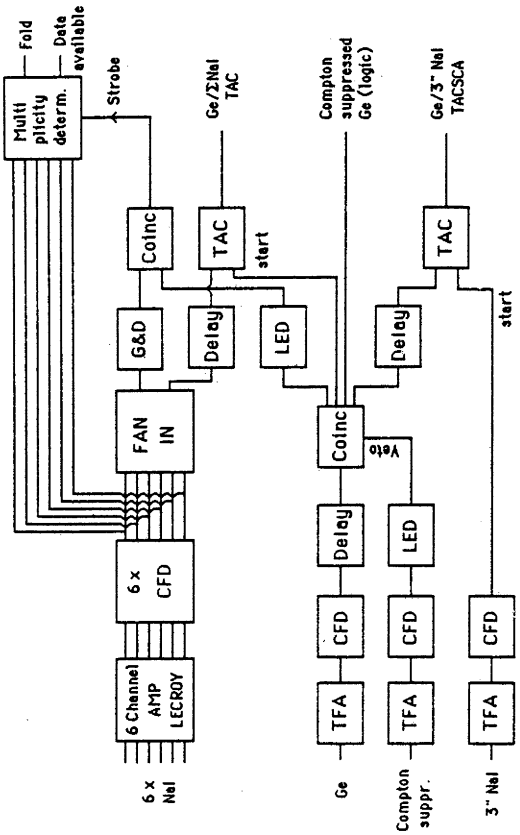 6 x
NaI
6 Channel
AMP
LECROY
6 x
CFD
FAN
IN
G&D
Delay
Coinc
TAC
start
Multi
plicity
determ.
Strobe
Fold
Data
available
Ge/ΣNaI
TAC
Ge
TFA
CFD
Delay
Coinc
Veto
LED
Compton
suppressed
Ge (logic)
Compton
suppr.
TFA
CFD
LED
Delay
TAC
start
Ge/3" NaI
TACSCA
3" NaI
TFA
CFD